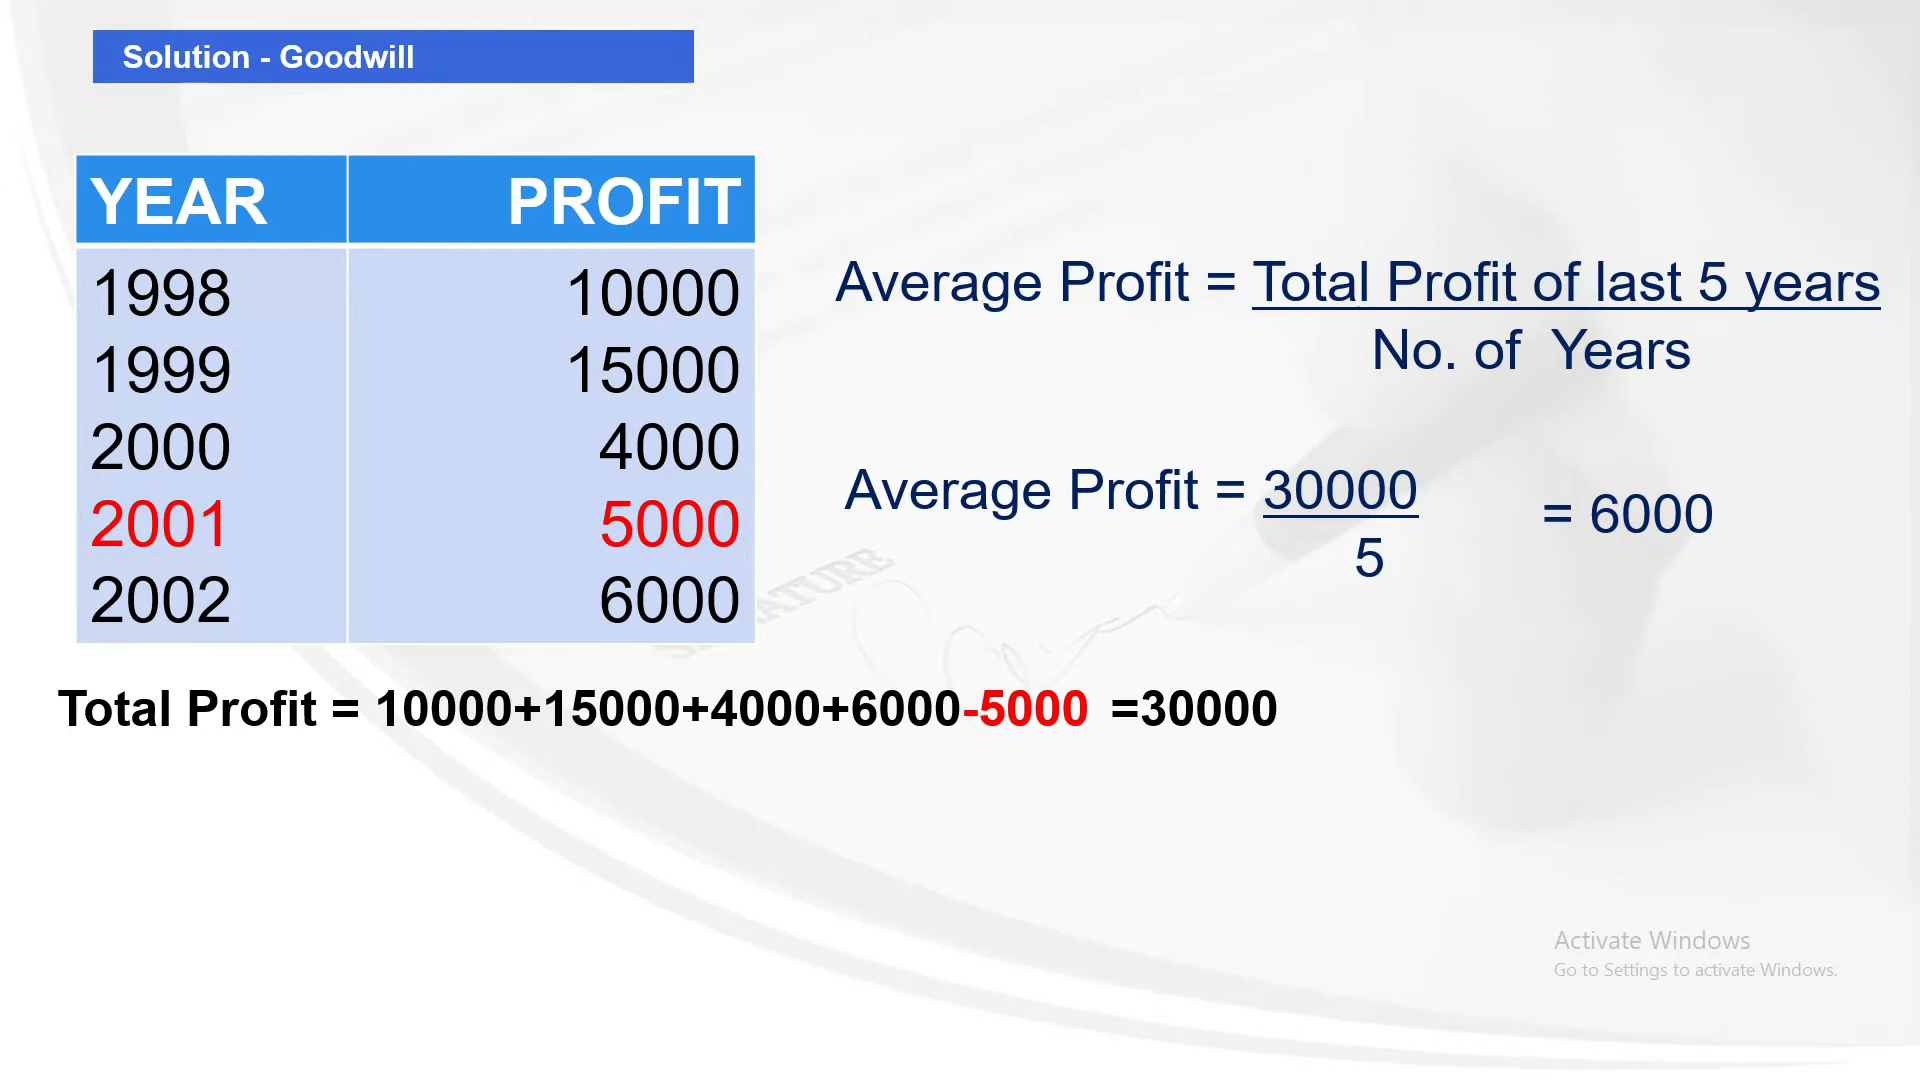 Solution - Goodwill
YEAR PROFIT
1998 10000
1999 15000
2000 4000
2001 5000
2002 6000
Average Profit = Total Profit of last 5 years
No. of Years
Average Profit = 30000 = 6000
5
Total Profit = 10000+15000+4000+6000-5000 =30000
Activate Windows
Go to Settings to activate Windows.